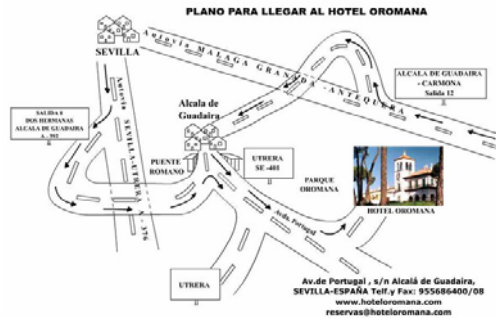 PLANO PARA LLEGAR AL HOTEL OROMANA
SEVILLA
Autovia MALAGA GRANADA - ANTEQUERA
ALCALA DE GUADAIRA
- CARMONA
Salida 12
SALIDA 8
DOS HERMANAS
ALCALA DE GUADAIRA
A - 392
Autovia SEVILLA-UTRERA N - 376
Alcala de
Guadaira
PUENTE
ROMANO
UTRERA
SE -401
PARQUE
OROMANA
HOTEL OROMANA
Avda. Portugal
UTRERA
Av.de Portugal , s/n Alcalá de Guadaira,
SEVILLA-ESPAÑA Telf.y Fax: 955686400/08
www.hoteloromana.com
reservas@hoteloromana.com